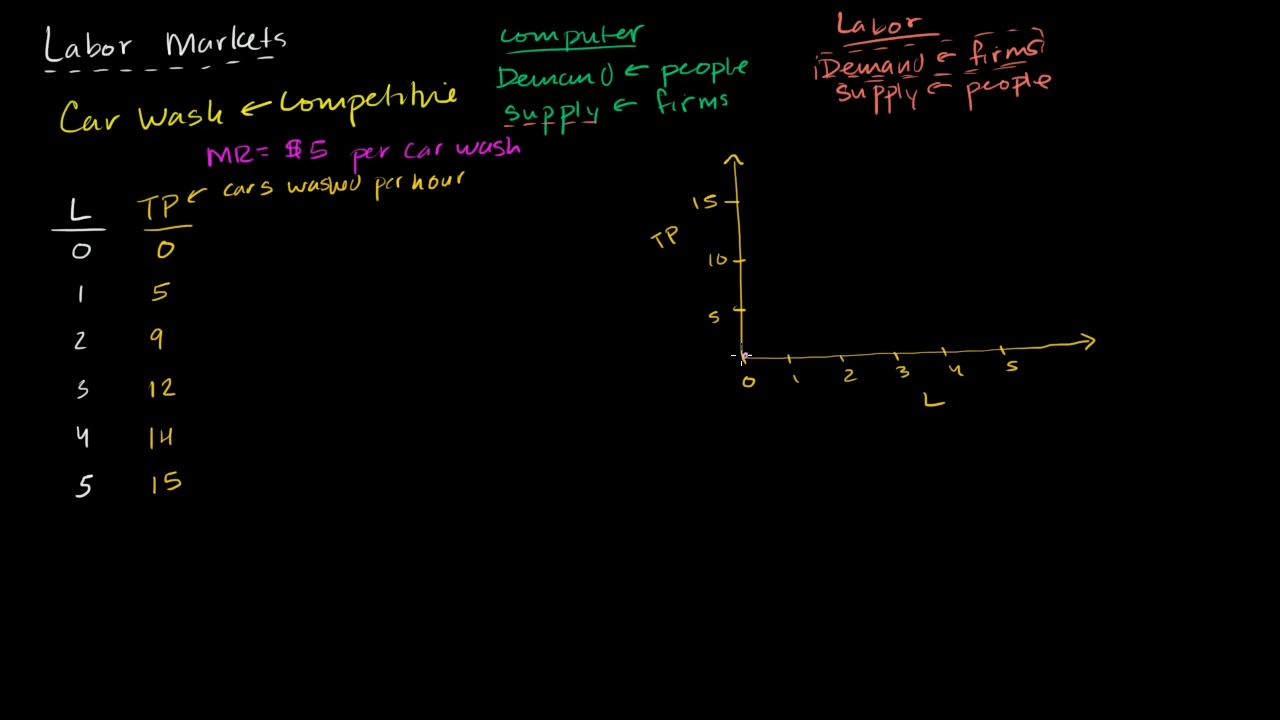 Labor Markets
Car Wash ← Competitive
MR = $5 per car wash
computer
Demand ← people
supply ← firms
Labor
Demand ← firms
supply ← people
L TP ← cars washed per hour
0 0
1 5
2 9
3 12
4 14
5 15
15
TP
10
5
0 1 2 3 4 5
L